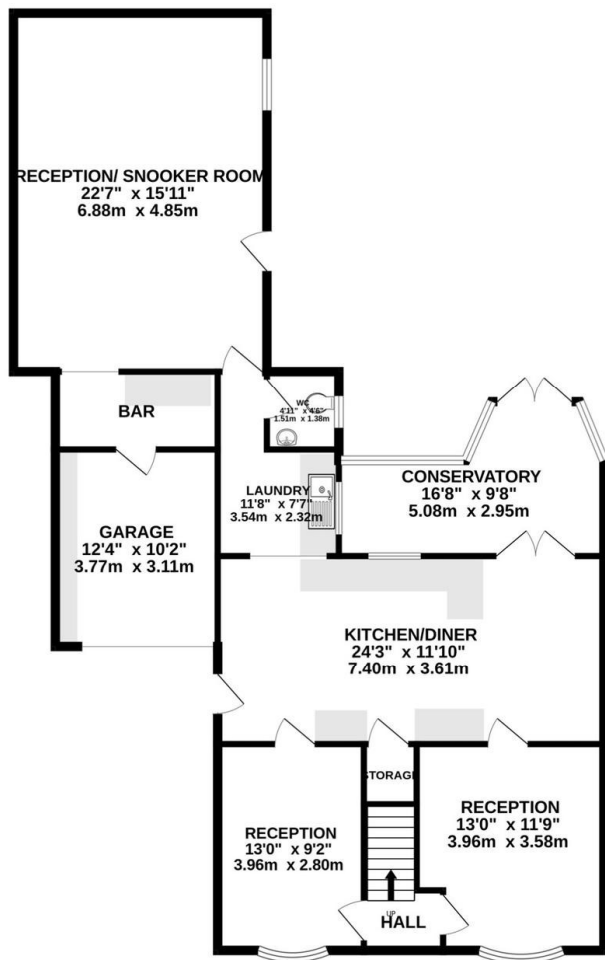 RECEPTION/ SNOOKER ROOM
22'7" x 15'11"
6.88m x 4.85m
BAR
WC
4'11" x 4'6"
1.51m x 1.38m
LAUNDRY
11'8" x 7'7"
3.54m x 2.32m
CONSERVATORY
16'8" x 9'8"
5.08m x 2.95m
GARAGE
12'4" x 10'2"
3.77m x 3.11m
KITCHEN/DINER
24'3" x 11'10"
7.40m x 3.61m
STORAGE
RECEPTION
13'0" x 9'2"
3.96m x 2.80m
RECEPTION
13'0" x 11'9"
3.96m x 3.58m
UP
HALL